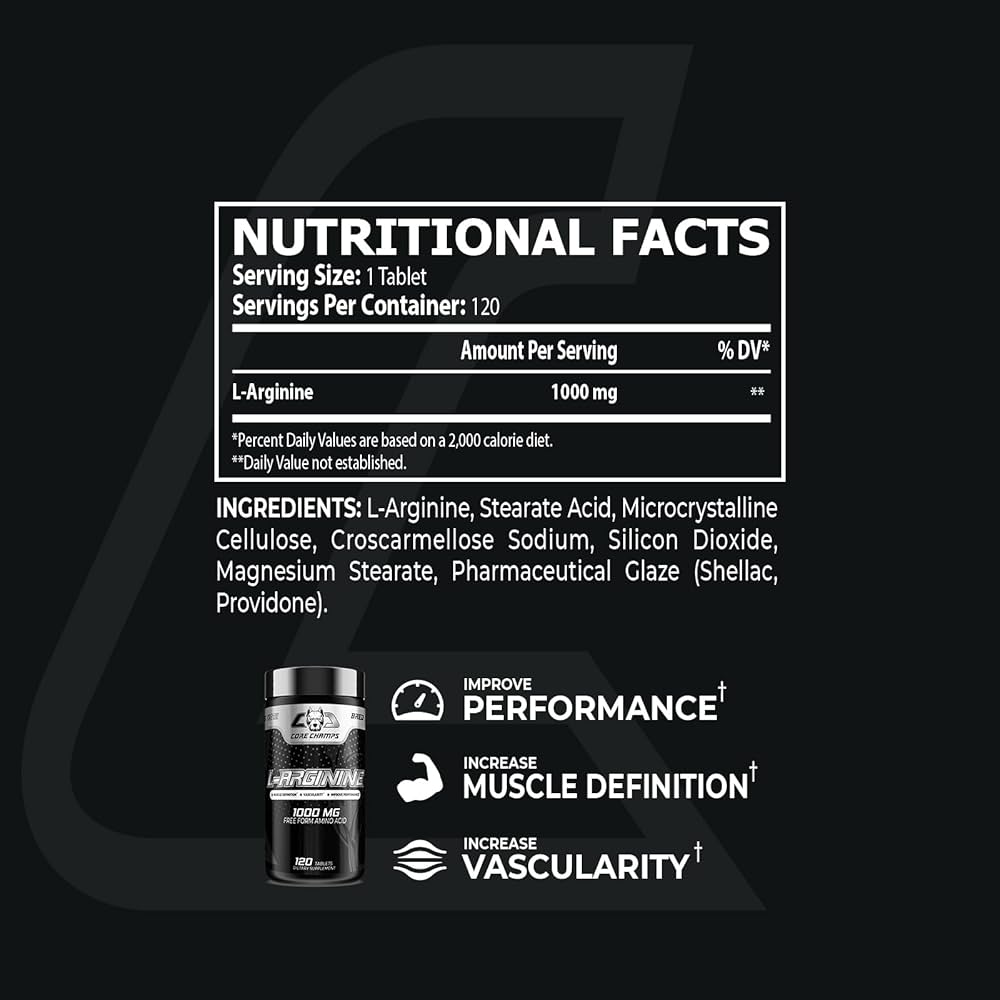 NUTRITIONAL FACTS
Serving Size: 1 Tablet
Servings Per Container: 120
Amount Per Serving % DV*
L-Arginine 1000 mg **
*Percent Daily Values are based on a 2,000 calorie diet.
**Daily Value not established.
INGREDIENTS: L-Arginine, Stearate Acid, Microcrystalline
Cellulose, Croscarmellose Sodium, Silicon Dioxide,
Magnesium Stearate, Pharmaceutical Glaze (Shellac,
Providone).
CORE CHAMPS
L-ARGININE
1000 MG
FREE FORM AMINO ACID
120 TABLETS
DIETARY SUPPLEMENT
IMPROVE
PERFORMANCE†
INCREASE
MUSCLE DEFINITION†
INCREASE
VASCULARITY†